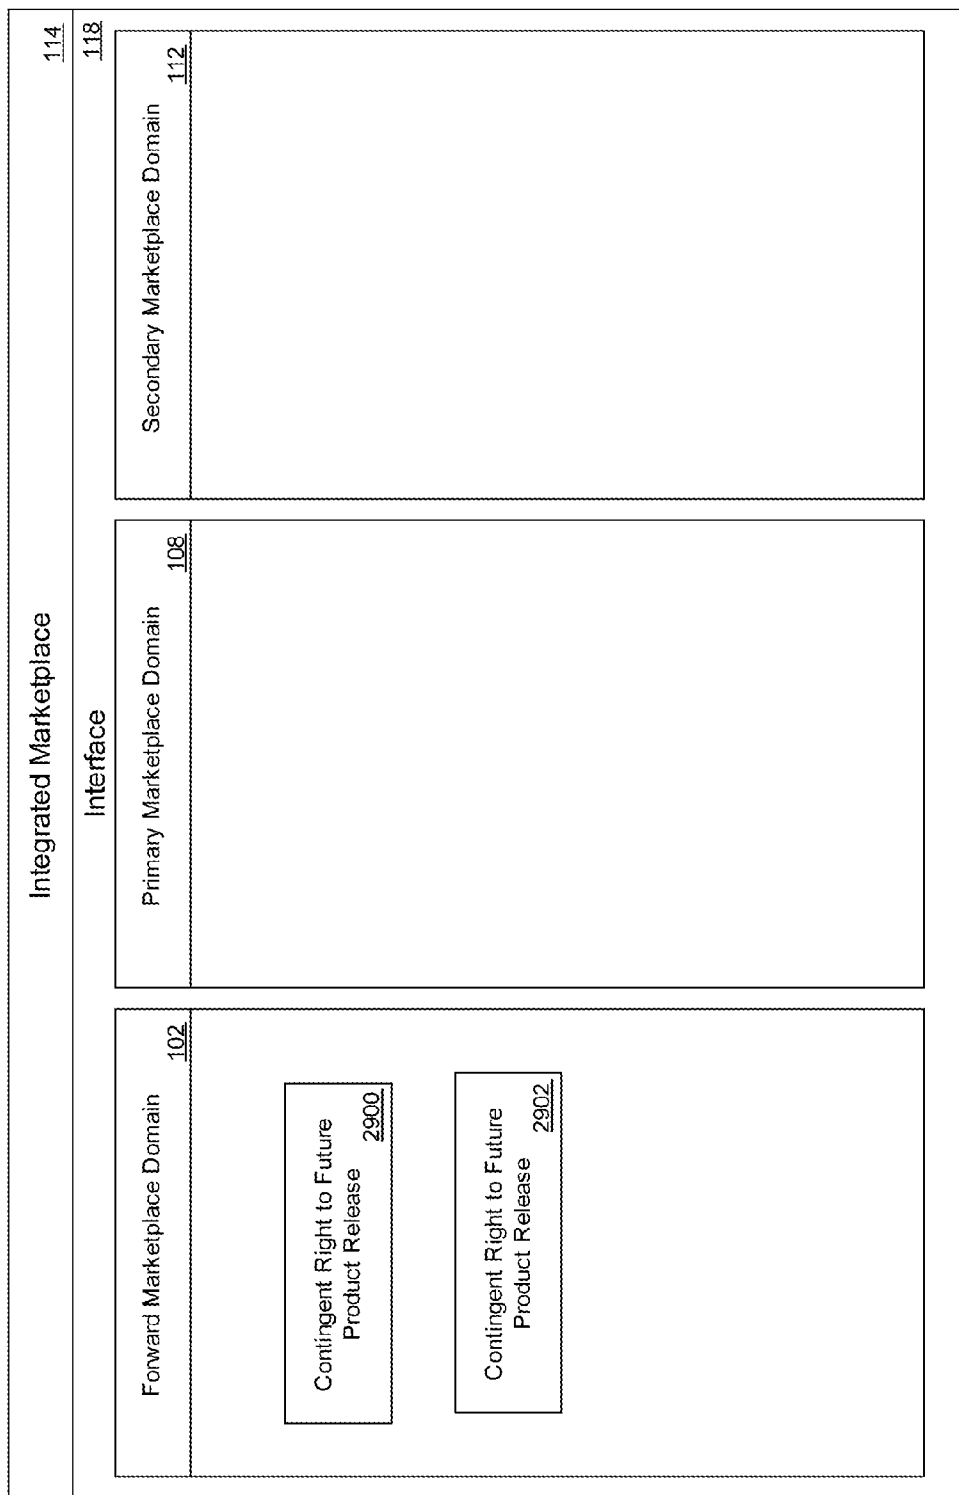 Integrated Marketplace
114
Interface
118
Forward Marketplace Domain
102
Contingent Right to Future
Product Release
2900
Contingent Right to Future
Product Release
2902
Primary Marketplace Domain
108
Secondary Marketplace Domain
112